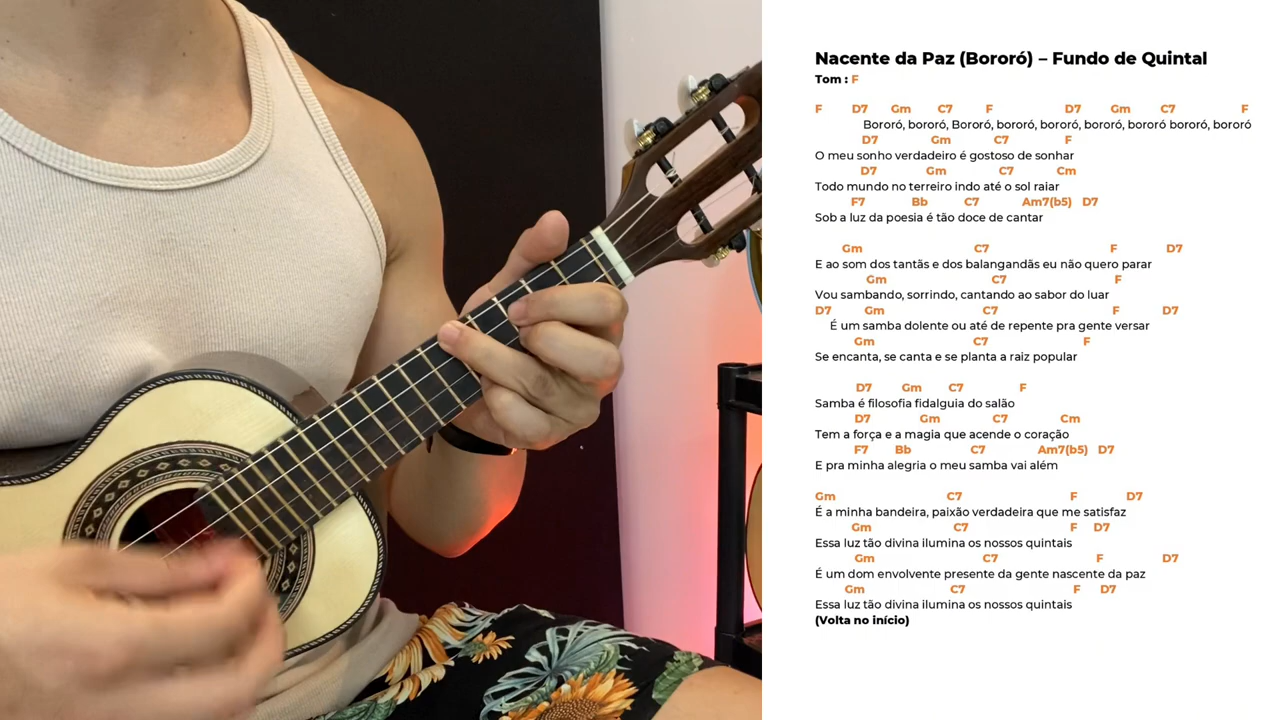 Nacente da Paz (Bororó) – Fundo de Quintal
Tom : F
F D7 Gm C7 F D7 Gm C7 F
Bororó, bororó, Bororó, bororó, bororó, bororó, bororó bororó, bororó
D7 Gm C7 F
O meu sonho verdadeiro é gostoso de sonhar
D7 Gm C7 Cm
Todo mundo no terreiro indo até o sol raiar
F7 Bb C7 Am7(b5) D7
Sob a luz da poesia é tão doce de cantar
Gm C7 F D7
E ao som dos tantãs e dos balangandãs eu não quero parar
Gm C7 F
Vou sambando, sorrindo, cantando ao sabor do luar
D7 Gm C7 F D7
É um samba dolente ou até de repente pra gente versar
Gm C7 F
Se encanta, se canta e se planta a raiz popular
D7 Gm C7 F
Samba é filosofia fidalguia do salão
D7 Gm C7 Cm
Tem a força e a magia que acende o coração
F7 Bb C7 Am7(b5) D7
E pra minha alegria o meu samba vai além
Gm C7 F D7
É a minha bandeira, paixão verdadeira que me satisfaz
Gm C7 F D7
Essa luz tão divina ilumina os nossos quintais
Gm C7 F D7
É um dom envolvente presente da gente nascente da paz
Gm C7 F D7
Essa luz tão divina ilumina os nossos quintais
(Volta no início)